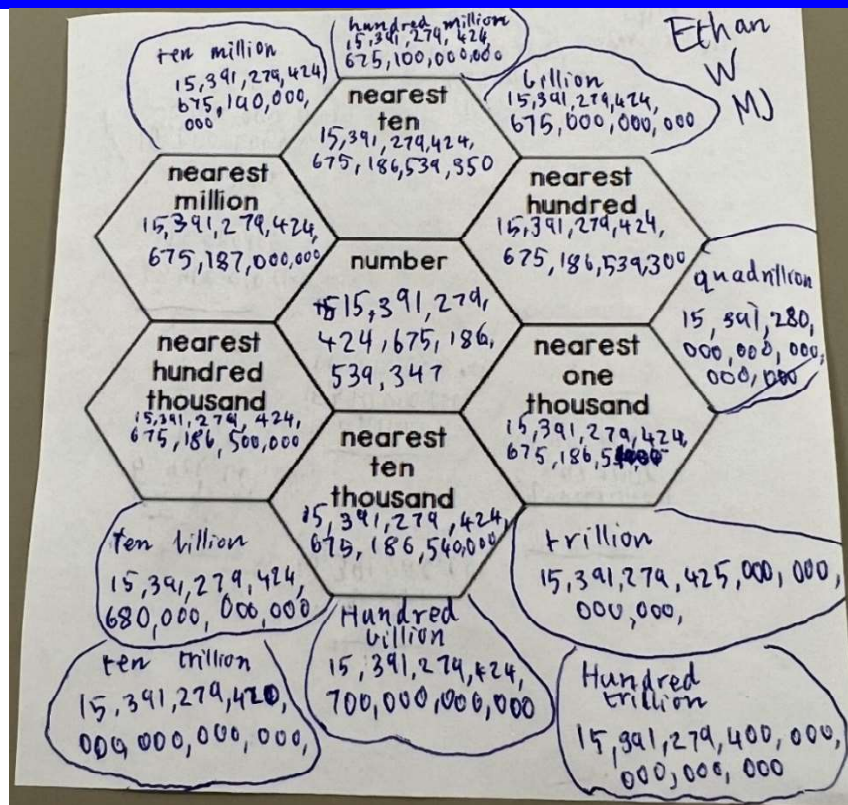 ten million
15,391,279,424,
675,190,000,
000
hundred million
15,391,279,424,
675,100,000,000
billion
15,391,279,424,
675,000,000,000
Ethan
W
MJ
nearest
ten
15,391,279,424,
675,186,539,350
nearest
million
15,391,279,424,
675,187,000,000
nearest
hundred
15,391,279,424,
675,186,539,300
number
15,391,279,
424,675,186,
539,347
quadrillion
15,391,280,
000,000,000,
000,000
nearest
hundred
thousand
15,391,279,424,
675,186,500,000
nearest
one
thousand
15,391,279,424,
675,186,5
nearest
ten
thousand
15,391,279,424,
675,186,540,000
ten billion
15,391,279,424,
680,000,000,000
trillion
15,391,279,425,000,000,
000,000,
Hundred
billion
15,391,279,424,
700,000,000,000
ten trillion
15,391,279,420,
000,000,000,000,
Hundred
trillion
15,391,279,400,000,
000,000,000